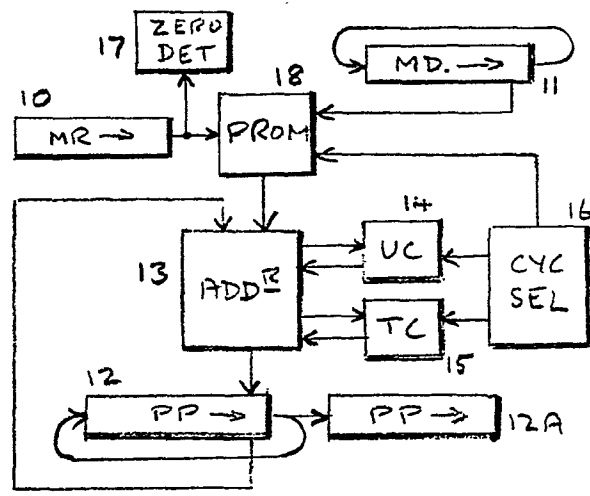 17
ZERO
DET
MD. →
11
10
MR →
18
PROM
14
UC
16
CYC
SEL
13
ADDR
TC
15
12
PP →
PP →
12A